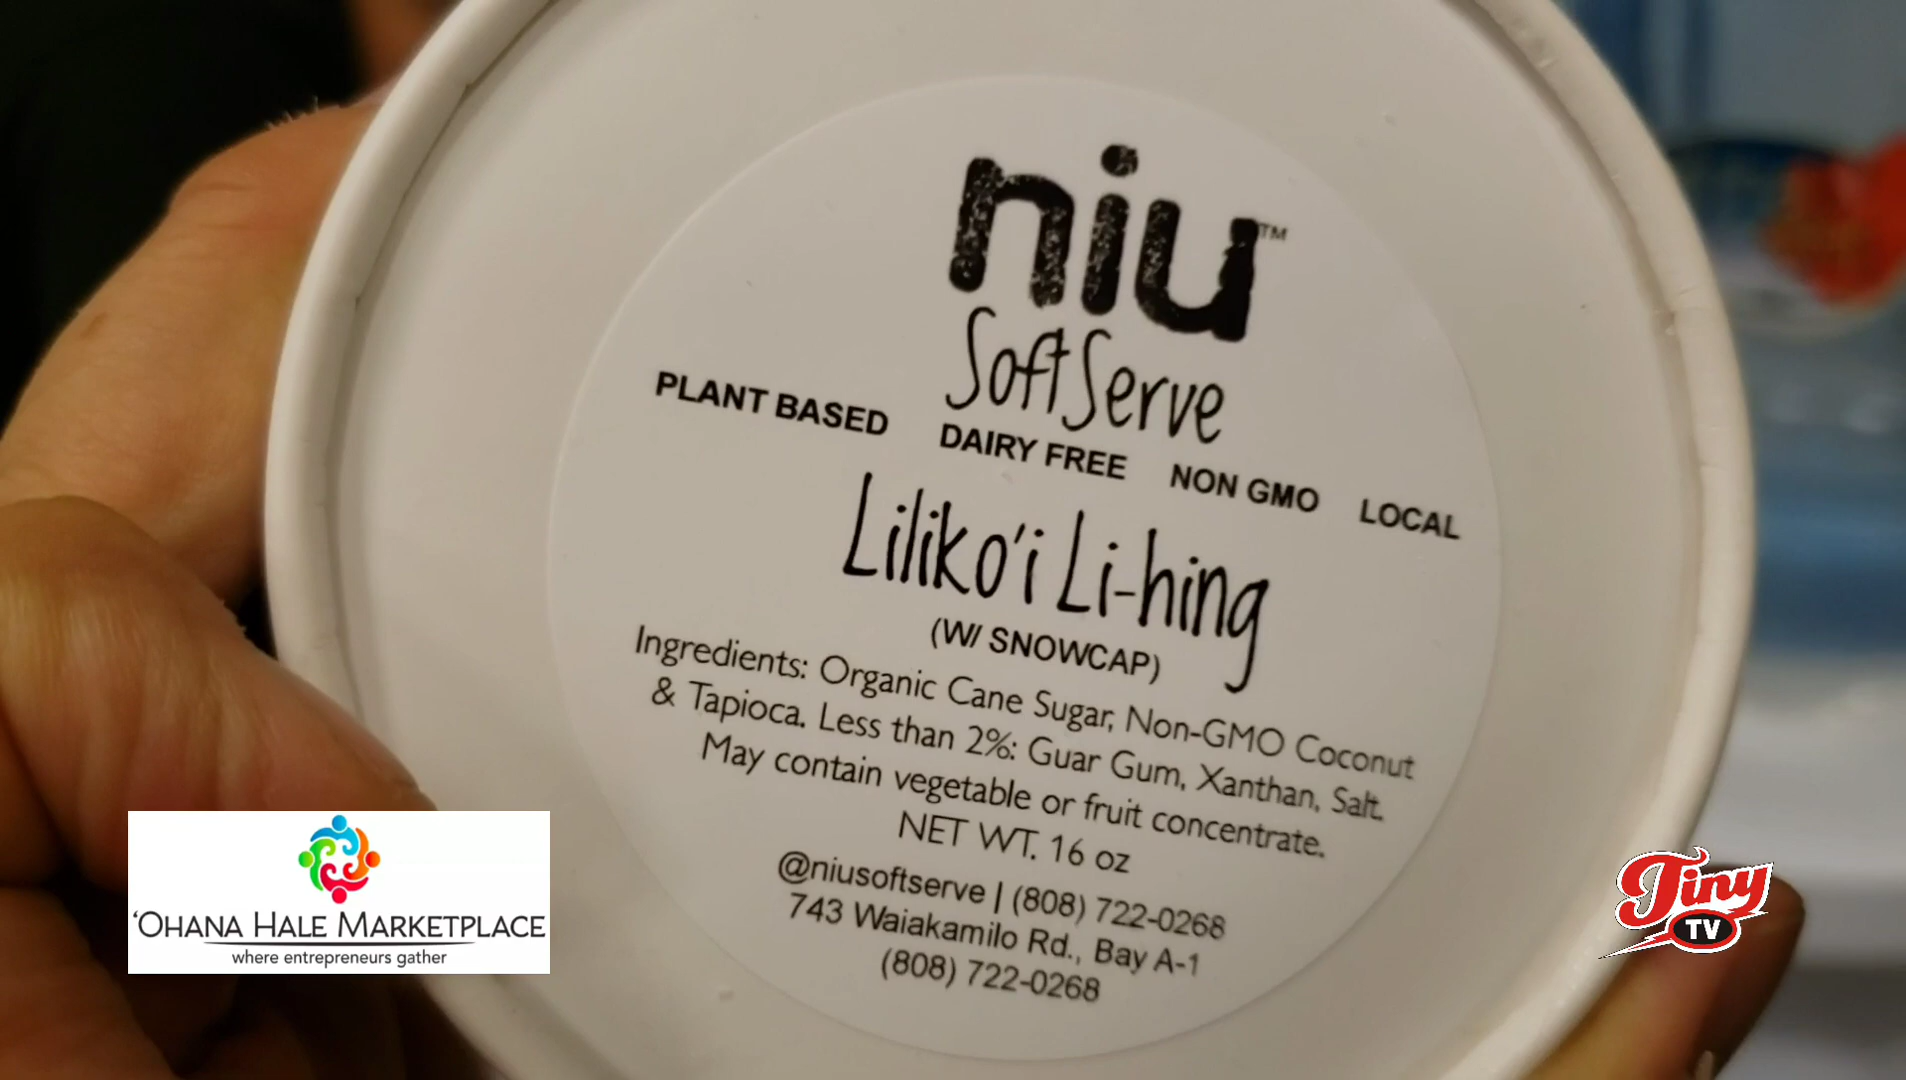 niu™
Soft Serve
PLANT BASED DAIRY FREE NON GMO LOCAL
Liliko'i Li-hing
(W/ SNOWCAP)
Ingredients: Organic Cane Sugar, Non-GMO Coconut
& Tapioca. Less than 2%: Guar Gum, Xanthan, Salt.
May contain vegetable or fruit concentrate.
NET WT. 16 oz
@niusoftserve | (808) 722-0268
743 Waiakamilo Rd., Bay A-1
(808) 722-0268
‘OHANA HALE MARKETPLACE
where entrepreneurs gather
Tiny
TV